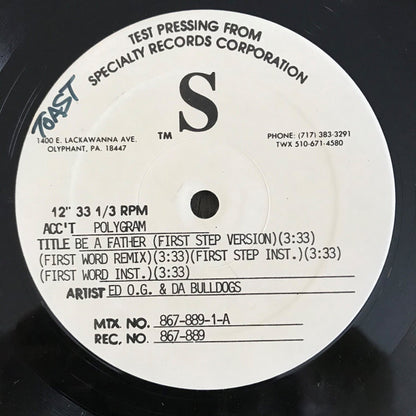 TEST PRESSING FROM
SPECIALTY RECORDS CORPORATION
TOAST
S
TM
1400 E. LACKAWANNA AVE.
OLYPHANT, PA. 18447
PHONE: (717) 383-3291
TWX 510-671-4580
12" 33 1/3 RPM
ACC'T POLYGRAM
TITLE BE A FATHER (FIRST STEP VERSION)(3:33)
(FIRST WORD REMIX)(3:33)(FIRST STEP INST.)(3:33)
(FIRST WORD INST.)(3:33)
ARTIST ED O.G. & DA BULLDOGS
MTX. NO. 867-889-1-A
REC. NO. 867-889